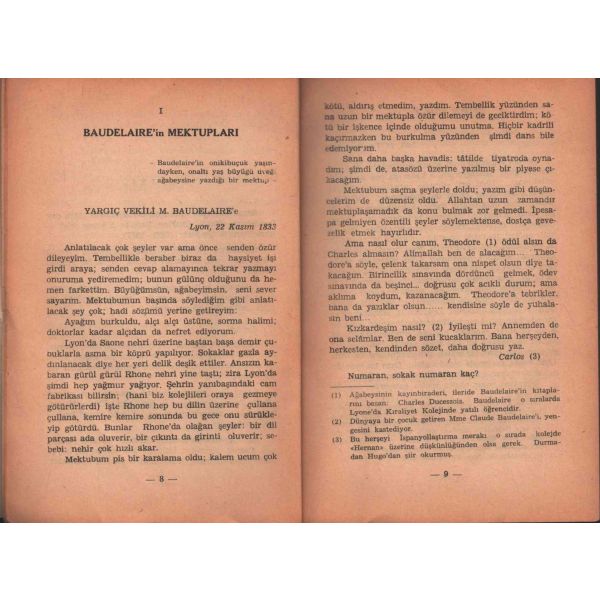 I
BAUDELAIRE'in MEKTUPLARI
- Baudelaire'in onikibuçuk yaşın-
dayken, onaltı yaş büyüğü üveğ
ağabeysine yazdığı bir mektup -
YARGIÇ VEKİLİ M. BAUDELAIRE'e
Lyon, 22 Kasım 1833
Anlatılacak çok şeyler var ama önce senden özür
dileyeyim. Tembellikle beraber biraz da haysiyet işi
girdi araya; senden cevap alamayınca tekrar yazmayı
onuruma yediremedim; bunun gülünç olduğunu da he-
men farkettim. Büyüğümsün, ağabeyimsin, seni sever
sayarım. Mektubumun başında söylediğim gibi anlatı-
lacak şey çok; hadi sözümü yerine getireyim:
Ayağım burkuldu, alçı alçı üstüne, sorma halimi;
doktorlar kadar alçıdan da nefret ediyorum.
Lyon'da Saone nehri üzerine baştan başa demir çu-
buklarla asma bir köprü yapılıyor. Sokaklar gazla ay-
dınlanacak diye her yeri delik deşik ettiler. Ansızın ka-
baran gürül gürül Rhone nehri yine taştı; zira Lyon'da
şimdi hep yağmur yağıyor. Şehrin yanıbaşındaki cam
fabrikası bilirsin; (hani biz kolejlileri oraya gezmeye
götürürlerdi) işte Rhone hep bu dilin üzerine çullana
çullana, kemire kemire sonunda bu gece onu sürükle-
yip götürdü. Bunlar Rhone'da olağan şeyler: bir dil
parçası ada oluverir, bir çıkıntı da girinti oluverir; se-
bebi: nehir çok hızlı akar.
Mektubum pis bir karalama oldu; kalem ucum çok
— 8 —
kötü, aldırış etmedim, yazdım. Tembellik yüzünden sa-
na uzun bir mektupla özür dilemeyi de geciktirdim; kö-
tü bir işkence içinde olduğumu unutma. Hiçbir kadrili
kaçırmazken bu burkulma yüzünden şimdi dans bile
edemiyorum.
Sana daha başka havadis: tâtilde tiyatroda oyna-
dım; şimdi de, atasözü üzerine yazılmış bir piyese çı-
kacağım.
Mektubum saçma şeylerle doldu; yazım gibi düşün-
celerim de düzensiz oldu. Allahtan uzun zamandır
mektuplaşamadık da konu bulmak zor gelmedi. İpesa-
pa gelmiyen özentili şeyler söylemektense, dostça geve-
zelik etmek hayırlıdır.
Ama nasıl olur canım, Theodore (1) ödül alsın da
Charles almasın? Alimallah ben de alacağım... Theo-
dore'a söyle, çelenk takarsam ona nispet olsun diye ta-
kacağım. Birincilik sınavında dördüncü gelmek, ödev
sınavında da beşinci... doğrusu çok acıklı durum; ama
aklıma koydum, kazanacağım. Theodore'a tebrikler,
bana da yazıklar olsun...... kendisine söyle de yuhala-
sın beni...
Kızkardeşim nasıl? (2) İyileşti mi? Annemden de
ona selâmlar. Ben de seni kucaklarım. Bana herşeyden,
herkesten, kendinden sözet, daha doğrusu yaz.
Carlos (3)
Numaran, sokak numaran kaç?
(1) Ağabeysinin kayınbiraderi, ileride Baudelaire'in kitapla-
rını basan: Charles Ducessois. Baudelaire o sıralarda
Lyone'da Kıraliyet Kolejinde yatılı öğrencidir.
(2) Dünyaya bir çocuk getiren Mme Claude Baudelaire'i, yen-
gesini kastediyor.
(3) Bu herşeyi İspanyollaştırma merakı o sırada kolejde
«Hernan» üzerine düşkünlüğünden olsa gerek. Durma-
dan Hugo'dan şiir okurmuş.
— 9 —